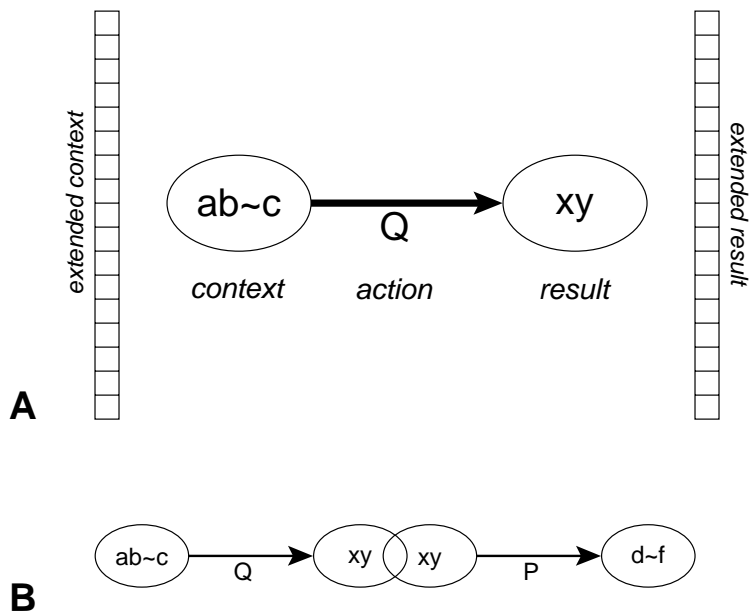 extended context
ab~c
Q
xy
context
action
result
extended result
A
ab~c
Q
xy
xy
P
d~f
B